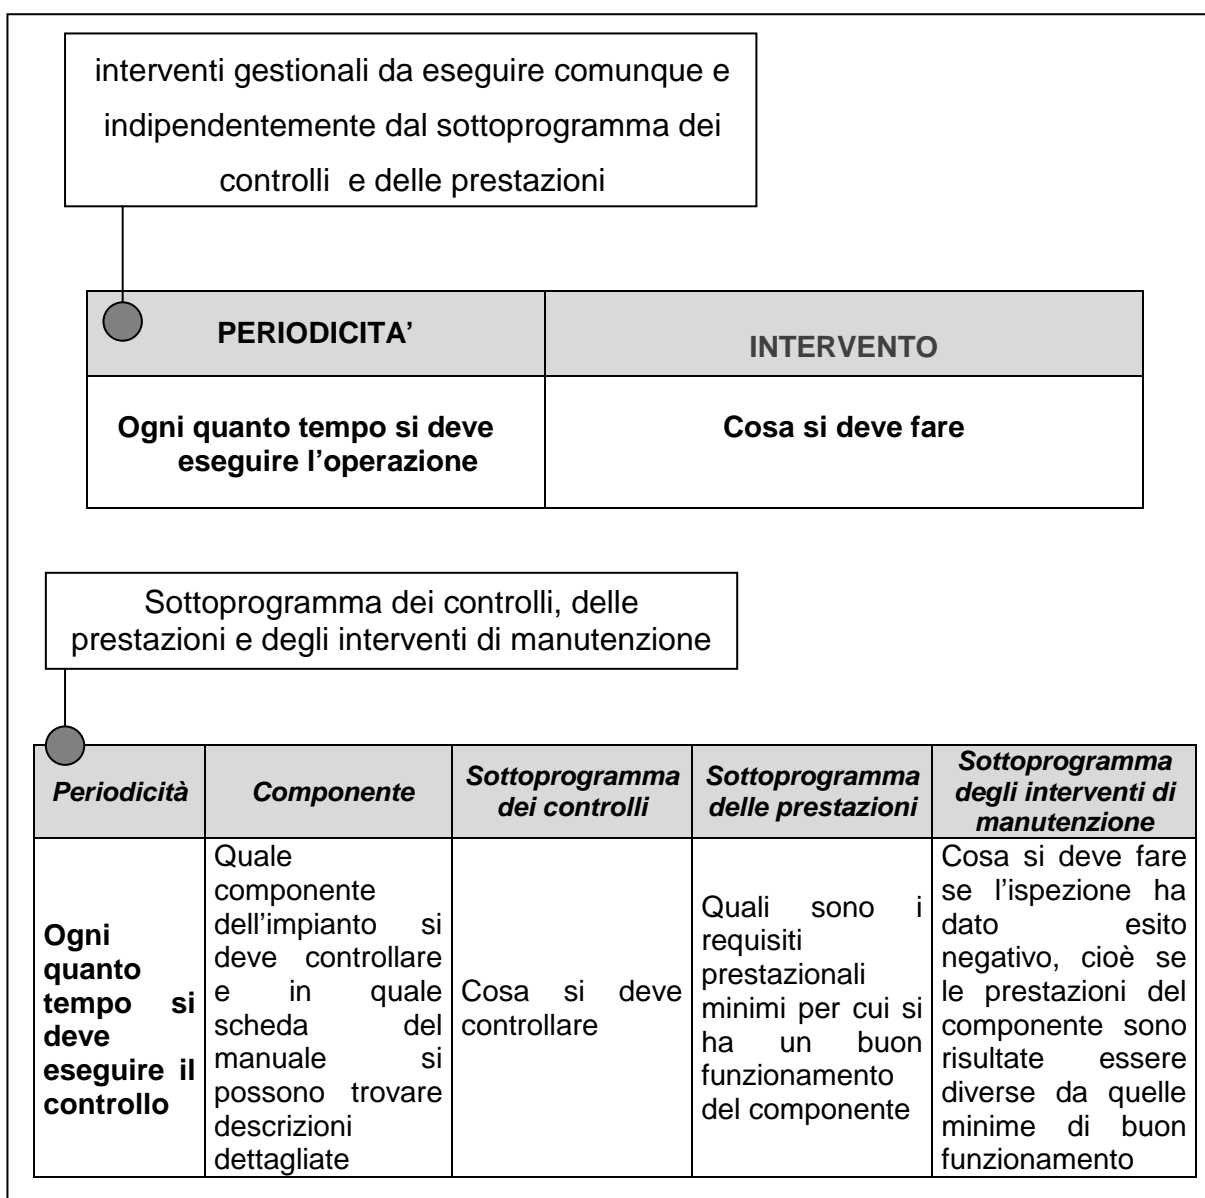 interventi gestionali da eseguire comunque e
indipendentemente dal sottoprogramma dei
controlli e delle prestazioni
PERIODICITA’
INTERVENTO
Ogni quanto tempo si deve
eseguire l’operazione
Cosa si deve fare
Sottoprogramma dei controlli, delle
prestazioni e degli interventi di manutenzione
Periodicità
Componente
Sottoprogramma
dei controlli
Sottoprogramma
delle prestazioni
Sottoprogramma
degli interventi di
manutenzione
Ogni
quanto
tempo si
deve
eseguire il
controllo
Quale
componente
dell’impianto si
deve controllare
e in quale
scheda del
manuale si
possono trovare
descrizioni
dettagliate
Cosa si deve
controllare
Quali sono i
requisiti
prestazionali
minimi per cui si
ha un buon
funzionamento
del componente
Cosa si deve fare
se l’ispezione ha
dato esito
negativo, cioè se
le prestazioni del
componente sono
risultate essere
diverse da quelle
minime di buon
funzionamento